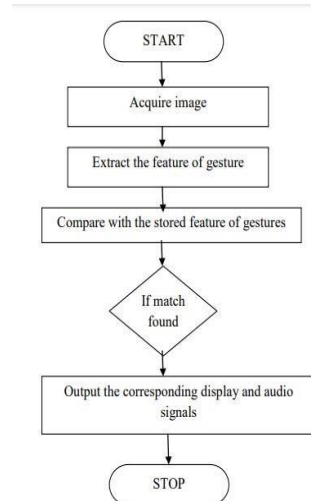 START
Acquire image
Extract the feature of gesture
Compare with the stored feature of gestures
If match
found
Output the corresponding display and audio
signals
STOP